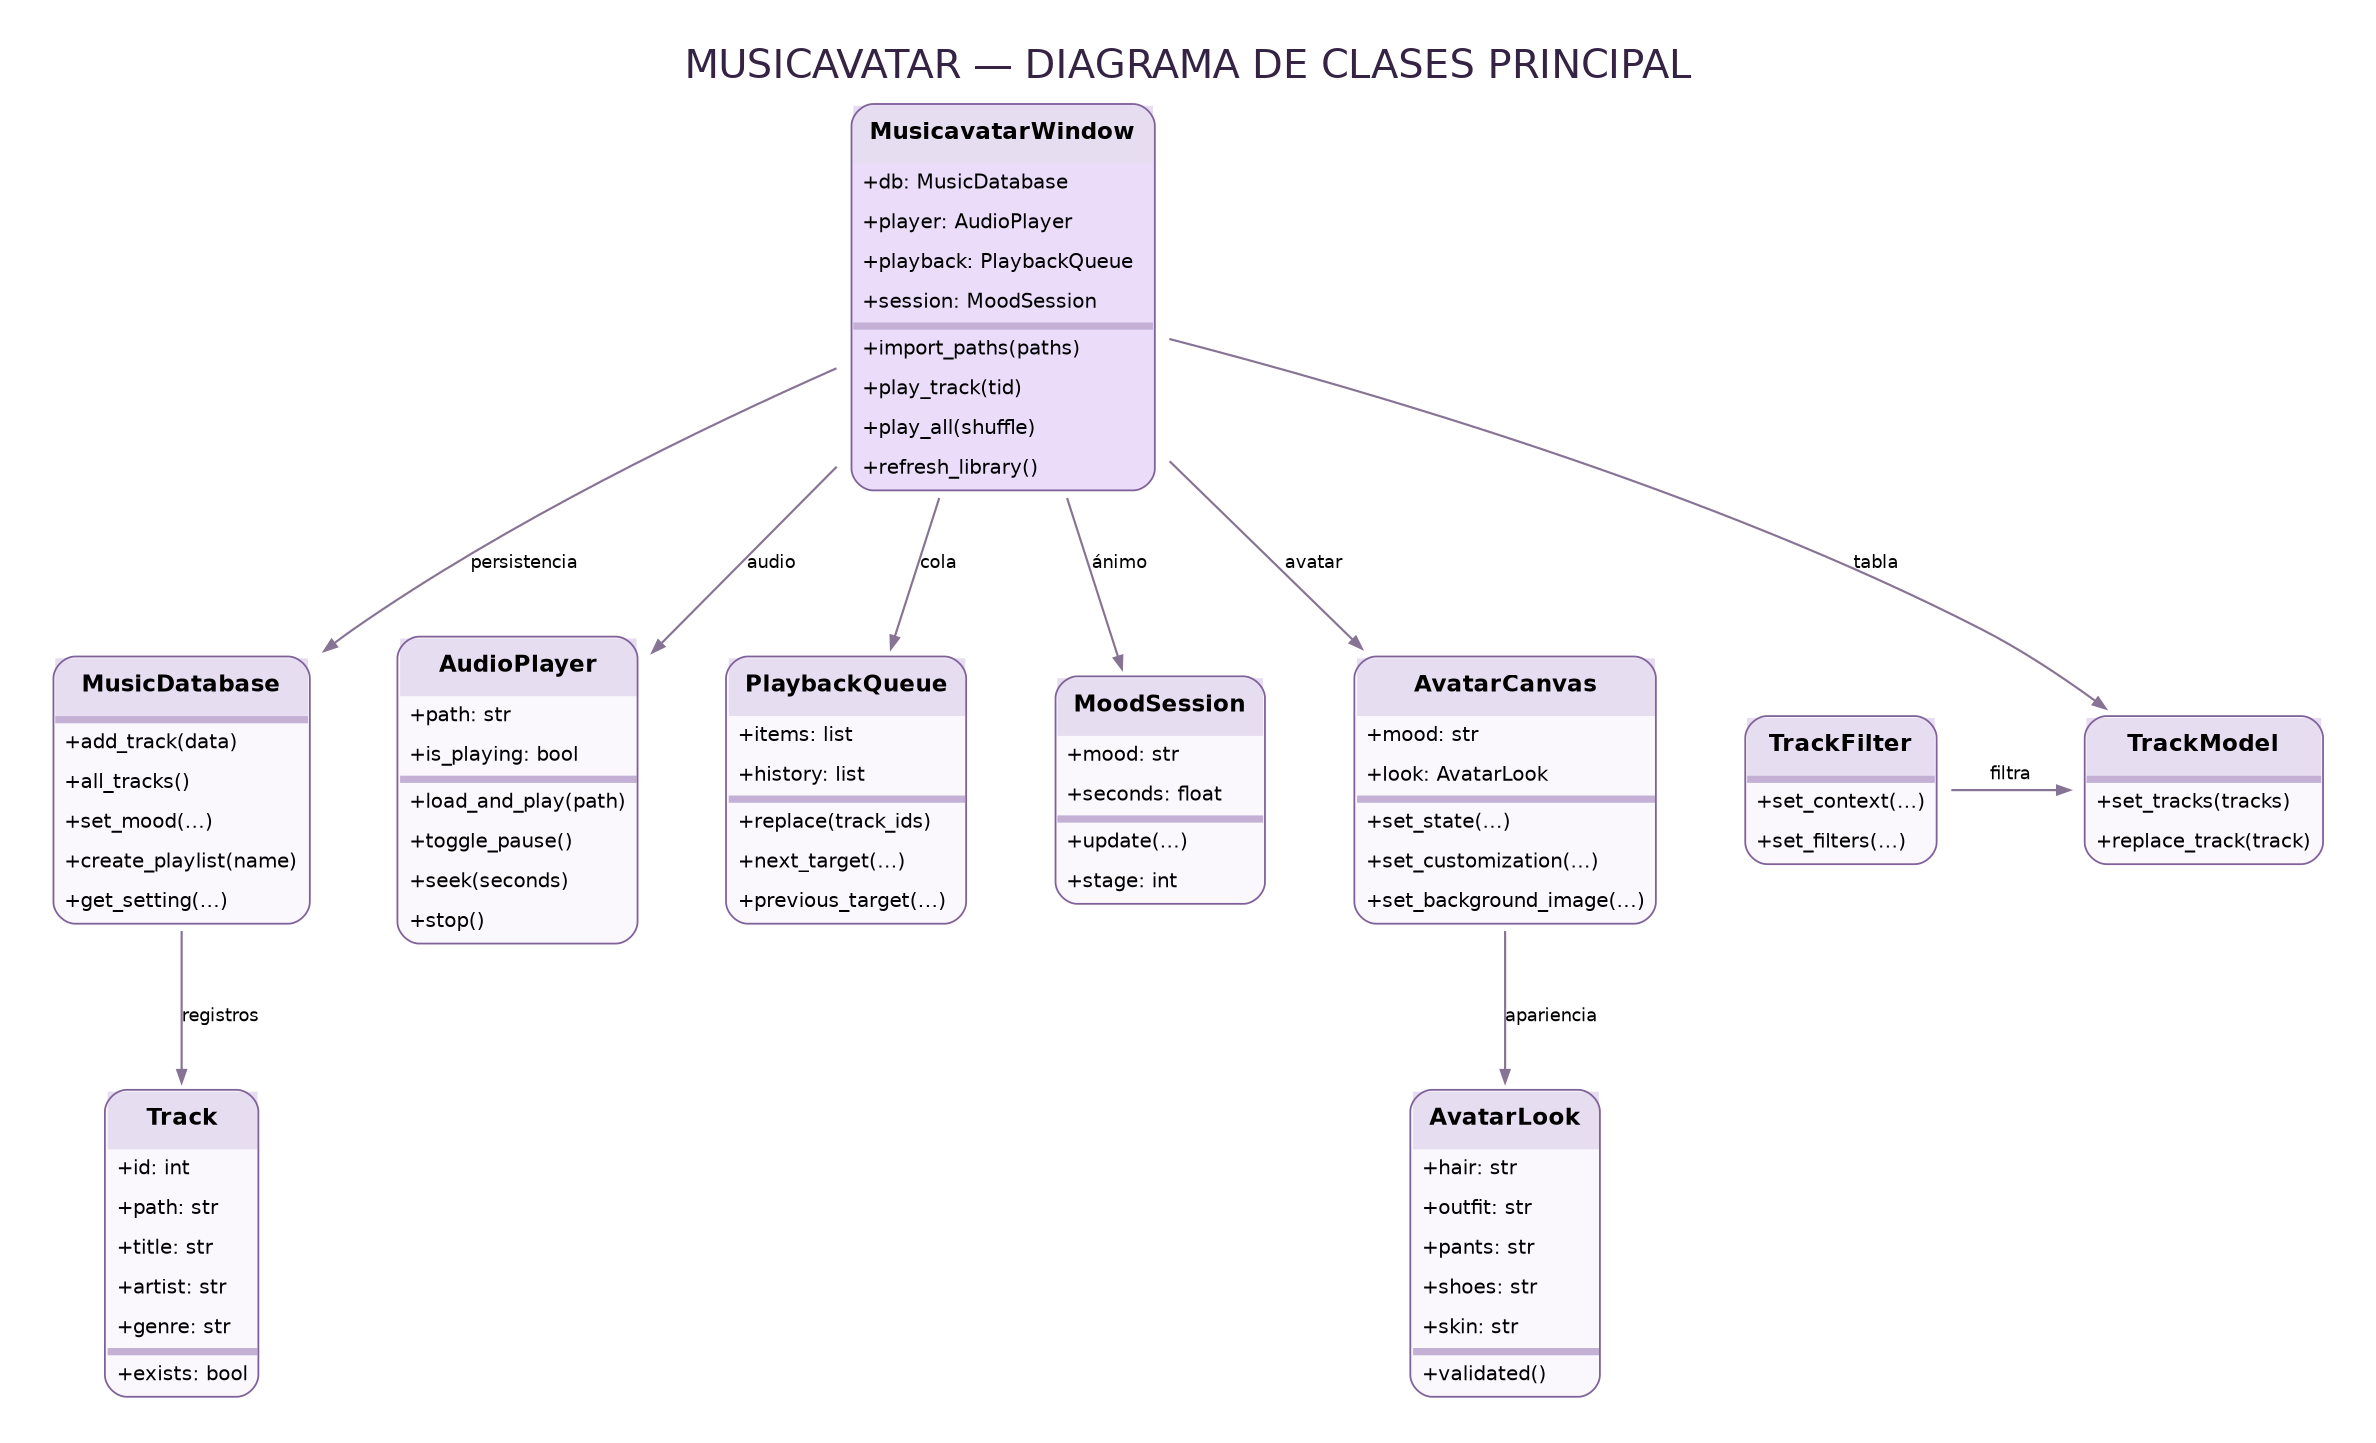 MUSICAVATAR — DIAGRAMA DE CLASES PRINCIPAL
MusicavatarWindow
+db: MusicDatabase
+player: AudioPlayer
+playback: PlaybackQueue
+session: MoodSession
+import_paths(paths)
+play_track(tid)
+play_all(shuffle)
+refresh_library()
persistencia
audio
cola
ánimo
avatar
tabla
MusicDatabase
+add_track(data)
+all_tracks()
+set_mood(...)
+create_playlist(name)
+get_setting(...)
AudioPlayer
+path: str
+is_playing: bool
+load_and_play(path)
+toggle_pause()
+seek(seconds)
+stop()
PlaybackQueue
+items: list
+history: list
+replace(track_ids)
+next_target(...)
+previous_target(...)
MoodSession
+mood: str
+seconds: float
+update(...)
+stage: int
AvatarCanvas
+mood: str
+look: AvatarLook
+set_state(...)
+set_customization(...)
+set_background_image(...)
TrackFilter
+set_context(...)
+set_filters(...)
filtra
TrackModel
+set_tracks(tracks)
+replace_track(track)
registros
apariencia
Track
+id: int
+path: str
+title: str
+artist: str
+genre: str
+exists: bool
AvatarLook
+hair: str
+outfit: str
+pants: str
+shoes: str
+skin: str
+validated()